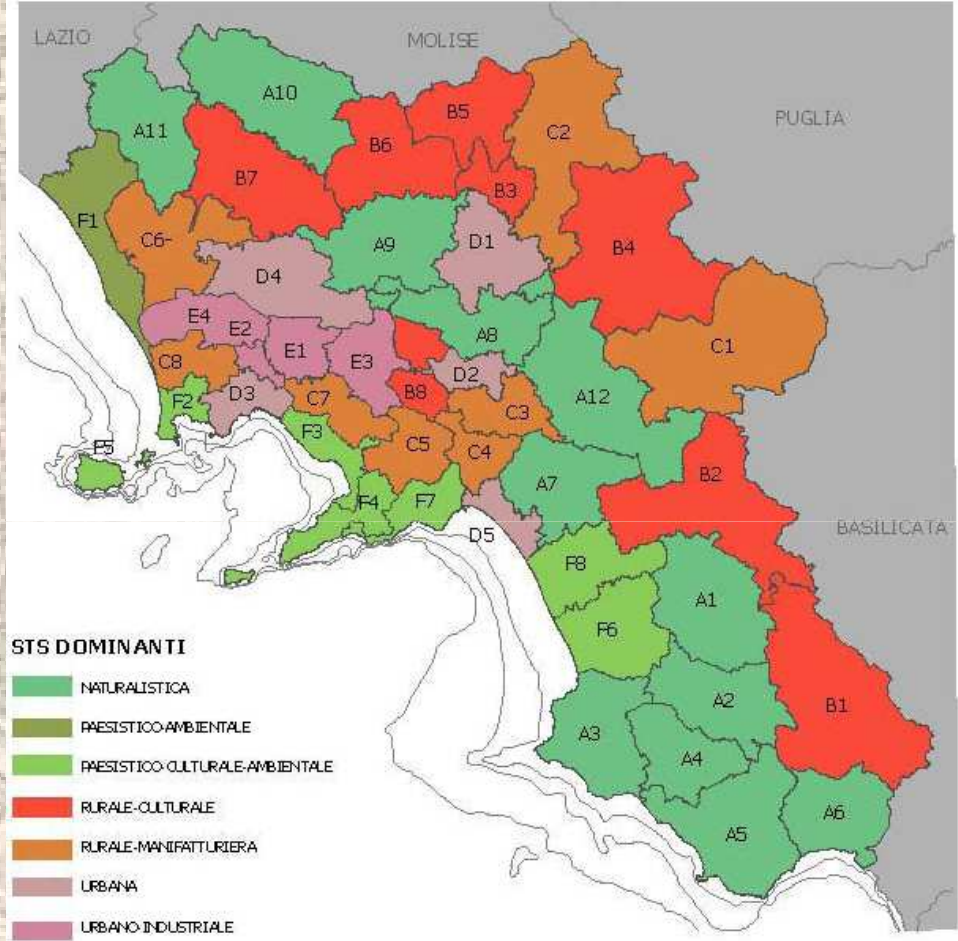 LAZIO
MOLISE
A10
B5
A11
C2
PUGLIA
B6
B7
B3
F1
C6-
A9
D1
B4
D4
E4
E2
A8
C1
E1
E3
C8
D2
F2
D3
B8
A12
C7
C3
F3
C5
C4
F5
A7
B2
F4
F7
D5
BASILICATA
F8
A1
F6
STS DOMINANTI
NATURALISTICA
A2
B1
PAESISTICO-AMBIENTALE
A3
A4
PAESISTICO-CULTURALE-AMBIENTALE
RURALE-CULTURALE
A6
A5
RURALE-MANIFATTURIERA
URBANA
URBANO-INDUSTRIALE